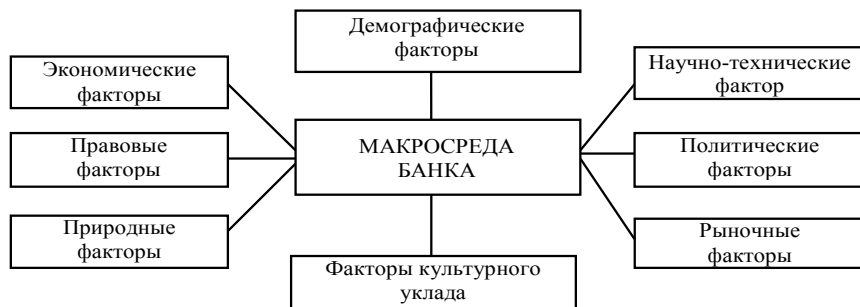 Демографические
факторы
Экономические
факторы
Научно-технические
фактор
Правовые
факторы
МАКРОСРЕДА
БАНКА
Политические
факторы
Природные
факторы
Рыночные
факторы
Факторы культурного
уклада